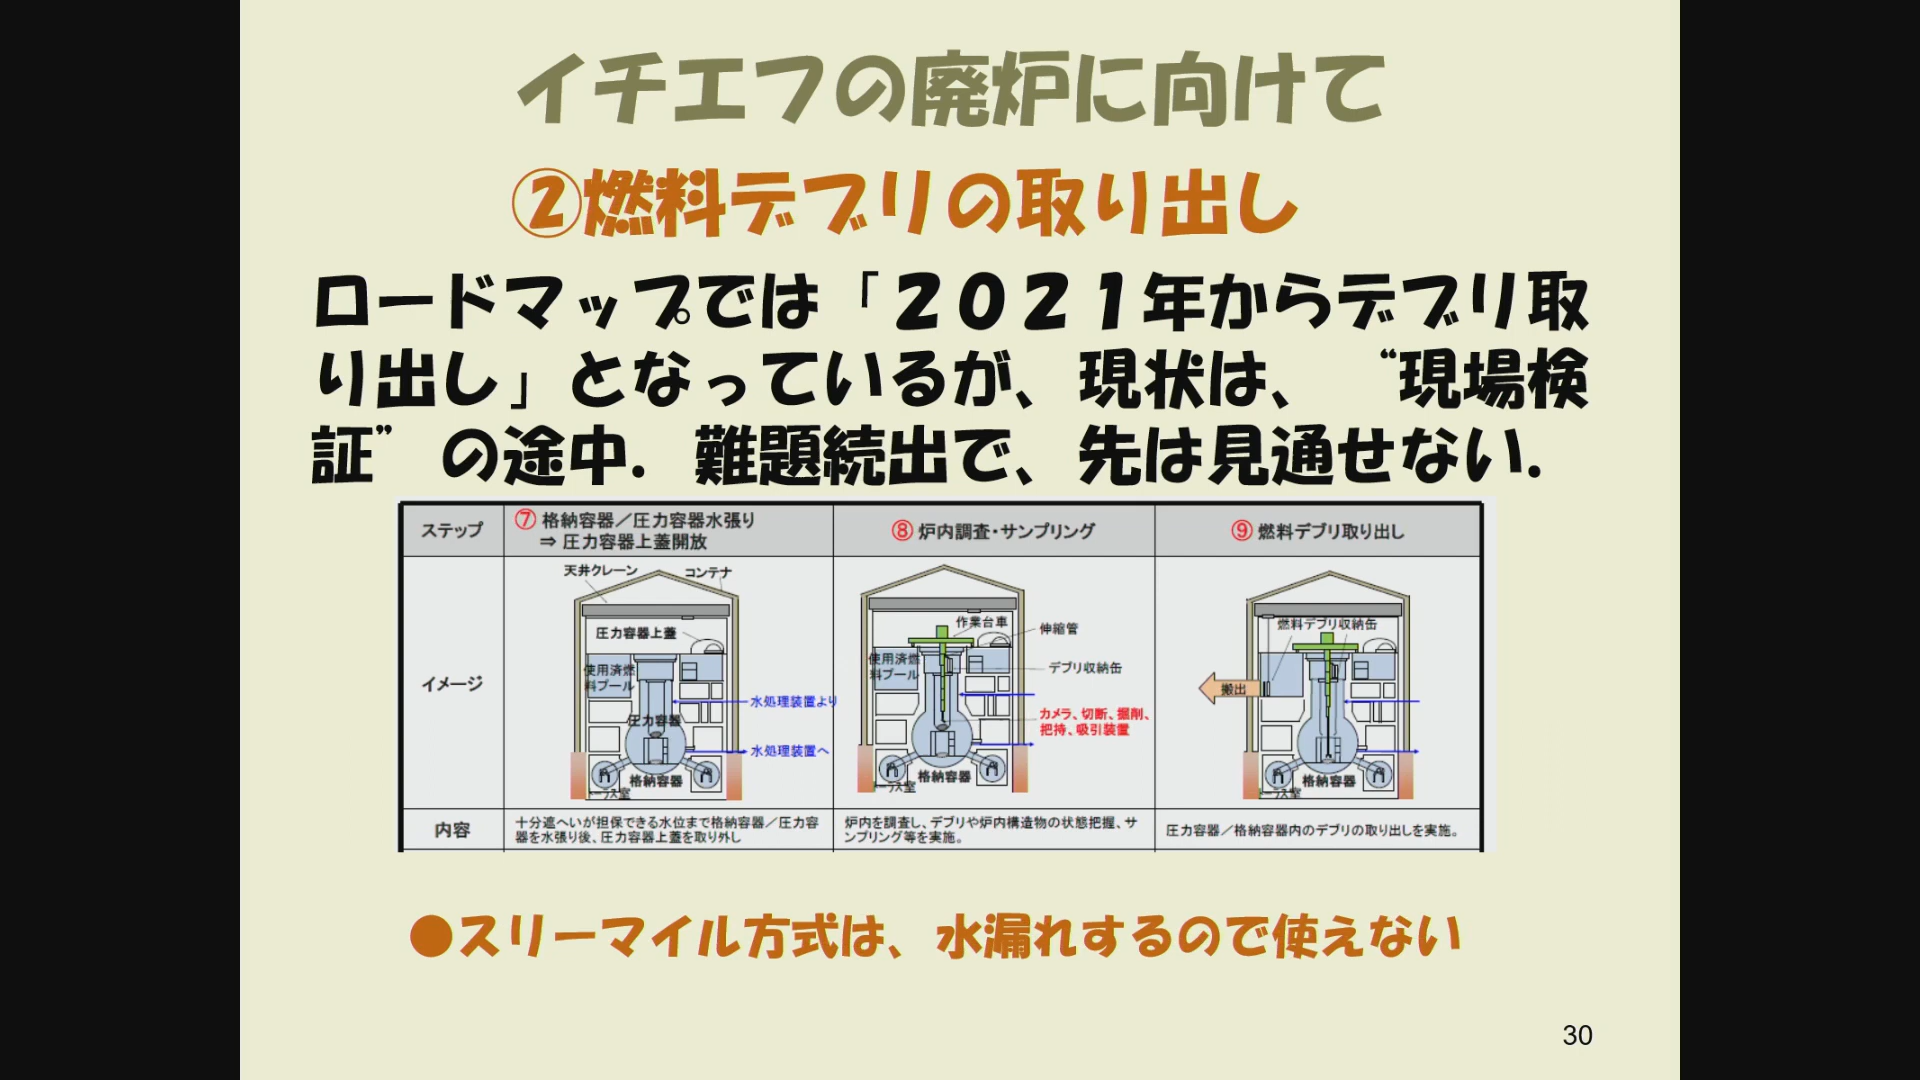 イチエフの廃炉に向けて
②燃料デブリの取り出し
ロードマップでは「２０２１年からデブリ取
り出し」となっているが、現状は、“現場検
証”の途中．難題続出で、先は見通せない．
ステップ
⑦ 格納容器／圧力容器水張り
⇒ 圧力容器上蓋開放
⑧ 炉内調査・サンプリング
⑨ 燃料デブリ取り出し
イメージ
天井クレーン
コンテナ
圧力容器上蓋
使用済燃
料プール
圧力容器
水処理装置より
水処理装置へ
格納容器
トーラス室
作業台車
伸縮管
使用済燃
料プール
デブリ収納缶
カメラ、切断、掘削、
把持、吸引装置
格納容器
トーラス室
燃料デブリ収納缶
搬出
格納容器
トーラス室
内容
十分遮へいが担保できる水位まで格納容器／圧力容
器を水張り後、圧力容器上蓋を取り外し
炉内を調査し、デブリや炉内構造物の状態把握、サ
ンプリング等を実施。
圧力容器／格納容器内のデブリの取り出しを実施。
●スリーマイル方式は、水漏れするので使えない
30